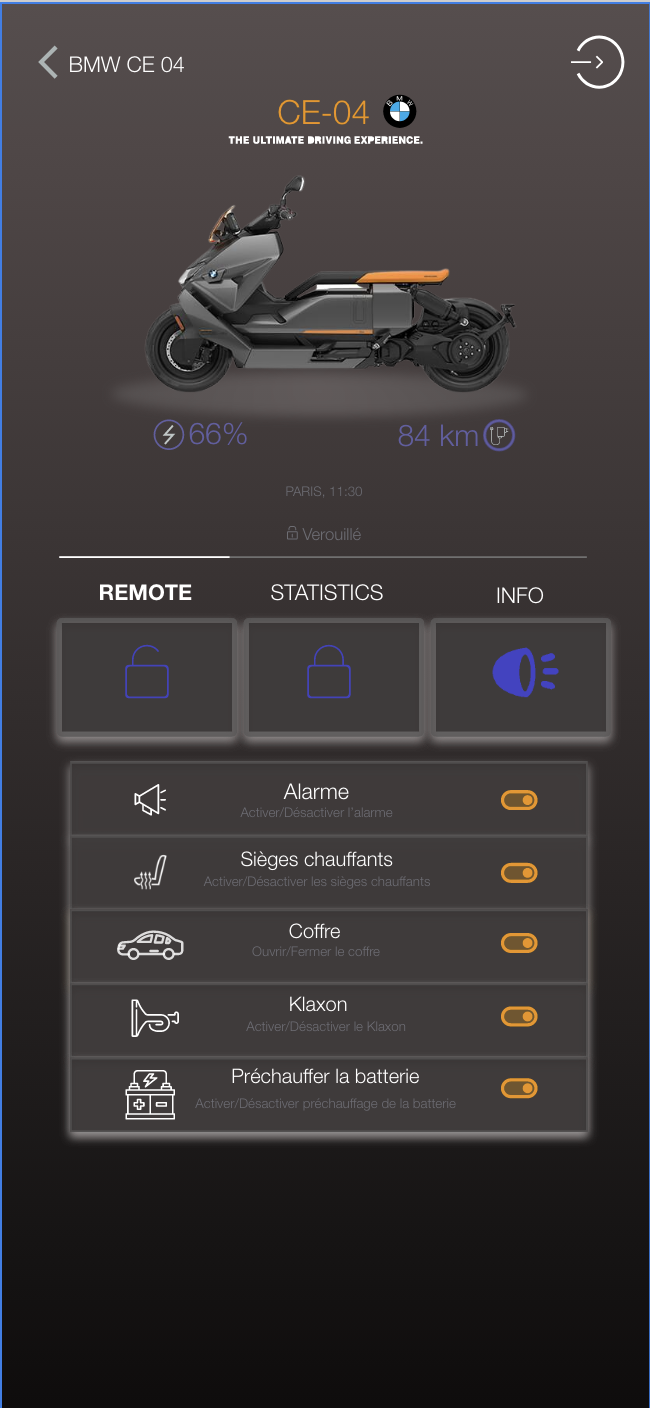 BMW CE 04
CE-04 BMW
THE ULTIMATE DRIVING EXPERIENCE.
66% 84 km
PARIS, 11:30
Verouillé
REMOTE STATISTICS INFO
Alarme
Activer/Désactiver l'alarme
Sièges chauffants
Activer/Désactiver les sièges chauffants
Coffre
Ouvrir/Fermer le coffre
Klaxon
Activer/Désactiver le Klaxon
Préchauffer la batterie
Activer/Désactiver préchauffage de la batterie